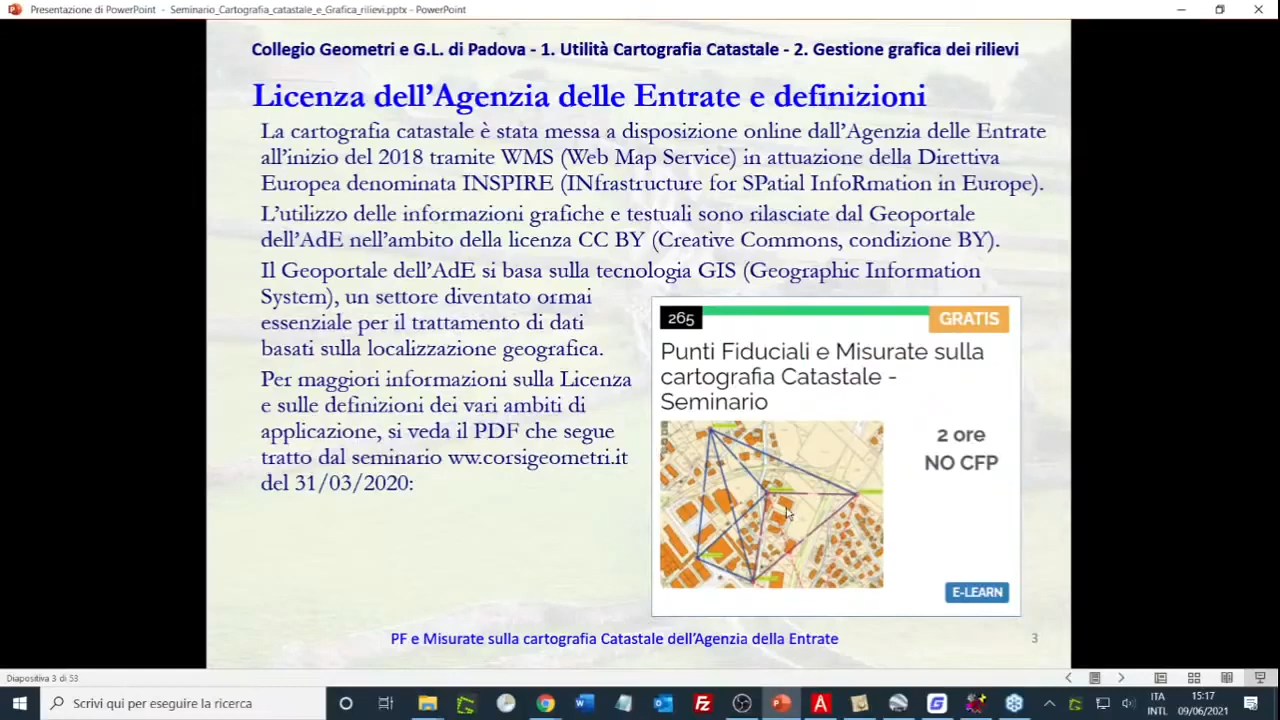 Presentazione di PowerPoint - Seminario_Cartografia_catastale_e_Grafica_rilievi.pptx - PowerPoint
Collegio Geometri e G.L. di Padova - 1. Utilità Cartografia Catastale - 2. Gestione grafica dei rilievi
Licenza dell’Agenzia delle Entrate e definizioni
La cartografia catastale è stata messa a disposizione online dall’Agenzia delle Entrate
all’inizio del 2018 tramite WMS (Web Map Service) in attuazione della Direttiva
Europea denominata INSPIRE (INfrastructure for SPatial InfoRmation in Europe).
L’utilizzo delle informazioni grafiche e testuali sono rilasciate dal Geoportale
dell’AdE nell’ambito della licenza CC BY (Creative Commons, condizione BY).
Il Geoportale dell’AdE si basa sulla tecnologia GIS (Geographic Information
System), un settore diventato ormai
essenziale per il trattamento di dati
basati sulla localizzazione geografica.
Per maggiori informazioni sulla Licenza
e sulle definizioni dei vari ambiti di
applicazione, si veda il PDF che segue
tratto dal seminario ww.corsigeometri.it
del 31/03/2020:
265
GRATIS
Punti Fiduciali e Misurate sulla
cartografia Catastale -
Seminario
2 ore
NO CFP
E-LEARN
PF e Misurate sulla cartografia Catastale dell’Agenzia della Entrate
3
Diapositiva 3 di 53
Scrivi qui per eseguire la ricerca
ITA
INTL
15:17
09/06/2021